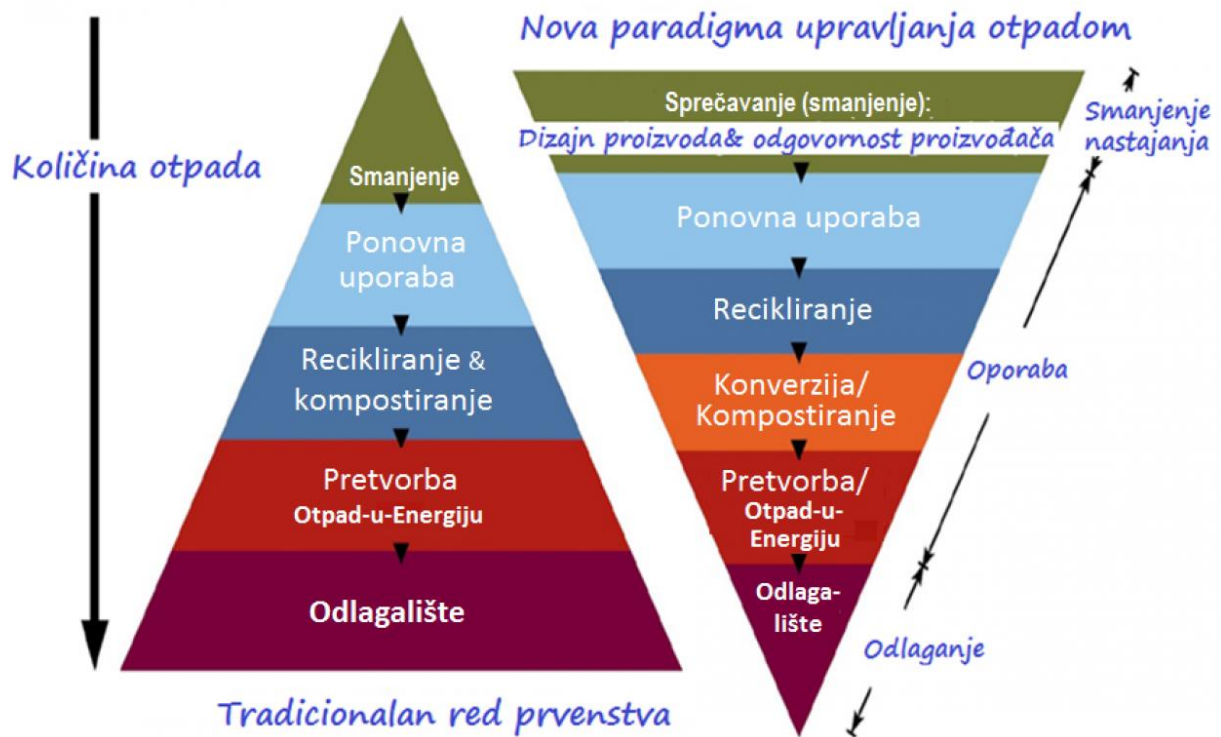 Količina otpada
Smanjenje
Ponovna
uporaba
Recikliranje &
kompostiranje
Pretvorba
Otpad-u-Energiju
Odlagalište
Tradicionalan red prvenstva
Nova paradigma upravljanja otpadom
Sprečavanje (smanjenje):
Dizajn proizvoda& odgovornost proizvođača
Ponovna uporaba
Recikliranje
Konverzija/
Kompostiranje
Pretvorba/
Otpad-u-
Energiju
Odlaga-
lište
Smanjenje
nastajanja
Oporaba
Odlaganje